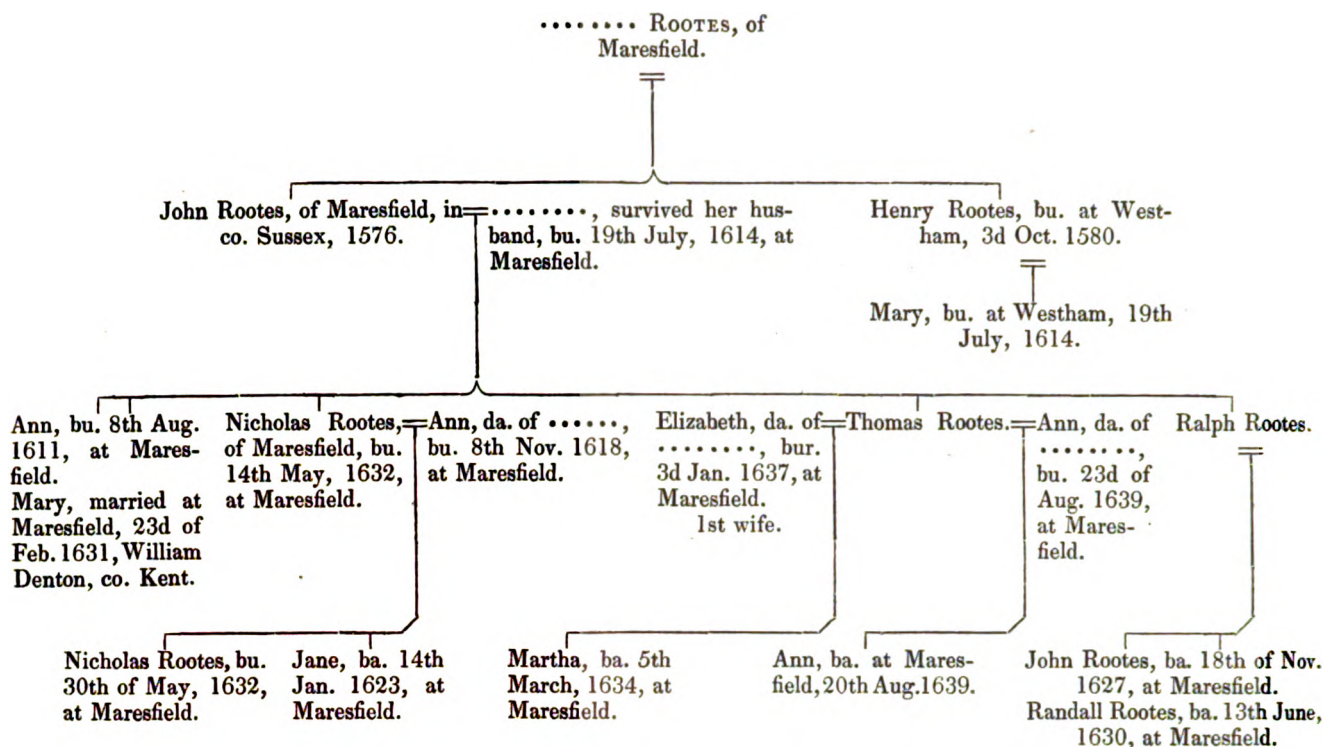 ........ ROOTES, of
Maresfield.
John Rootes, of Maresfield, in
co. Sussex, 1576.
........, survived her hus-
band, bu. 19th July, 1614, at
Maresfield.
Henry Rootes, bu. at West-
ham, 3d Oct. 1580.
Mary, bu. at Westham, 19th
July, 1614.
Ann, bu. 8th Aug.
1611, at Mares-
field.
Mary, married at
Maresfield, 23d of
Feb. 1631, William
Denton, co. Kent.
Nicholas Rootes,
of Maresfield, bu.
14th May, 1632,
at Maresfield.
Ann, da. of ......,
bu. 8th Nov. 1618,
at Maresfield.
Elizabeth, da. of
........, bur.
3d Jan. 1637, at
Maresfield.
1st wife.
Thomas Rootes.
Ann, da. of
........,
bu. 23d of
Aug. 1639,
at Mares-
field.
Ralph Rootes.
Nicholas Rootes, bu.
30th of May, 1632,
at Maresfield.
Jane, ba. 14th
Jan. 1623, at
Maresfield.
Martha, ba. 5th
March, 1634, at
Maresfield.
Ann, ba. at Mares-
field, 20th Aug. 1639.
John Rootes, ba. 18th of Nov.
1627, at Maresfield.
Randall Rootes, ba. 13th June,
1630, at Maresfield.